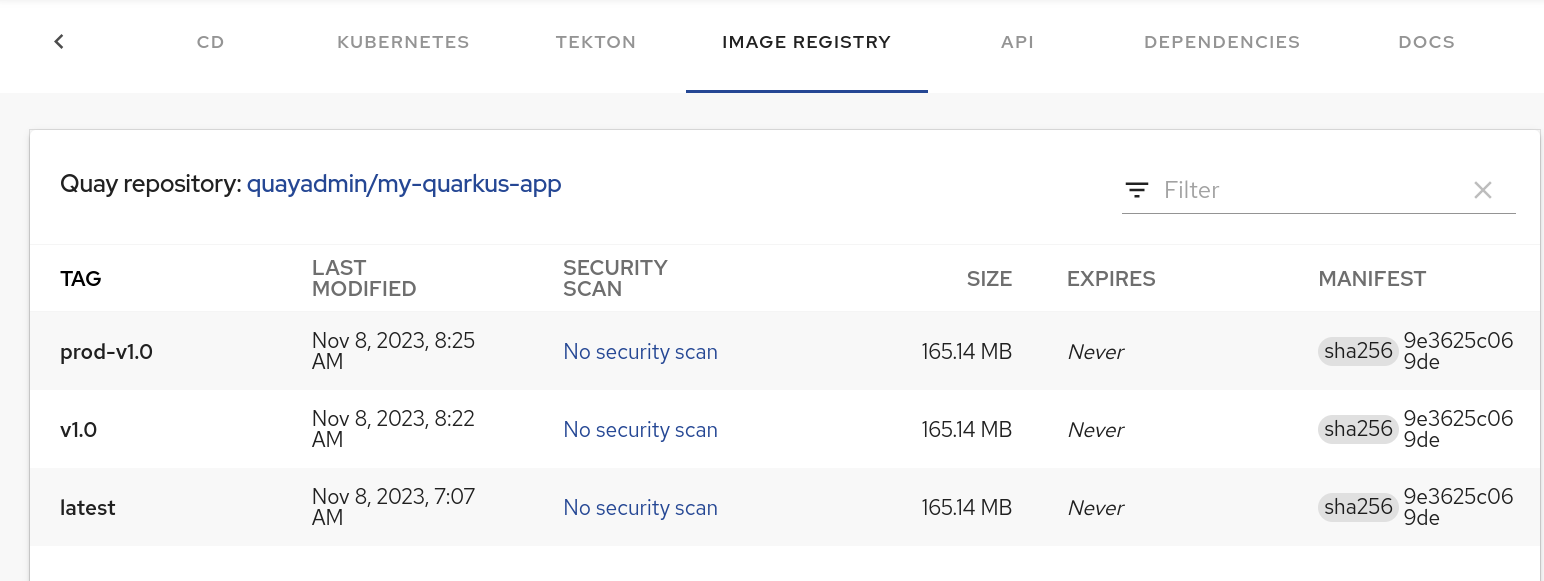 CD KUBERNETES TEKTON IMAGE REGISTRY API DEPENDENCIES DOCS
Quay repository: quayadmin/my-quarkus-app
Filter
TAG LAST MODIFIED SECURITY SCAN SIZE EXPIRES MANIFEST
prod-v1.0 Nov 8, 2023, 8:25 AM No security scan 165.14 MB Never sha256 9e3625c069de
v1.0 Nov 8, 2023, 8:22 AM No security scan 165.14 MB Never sha256 9e3625c069de
latest Nov 8, 2023, 7:07 AM No security scan 165.14 MB Never sha256 9e3625c069de